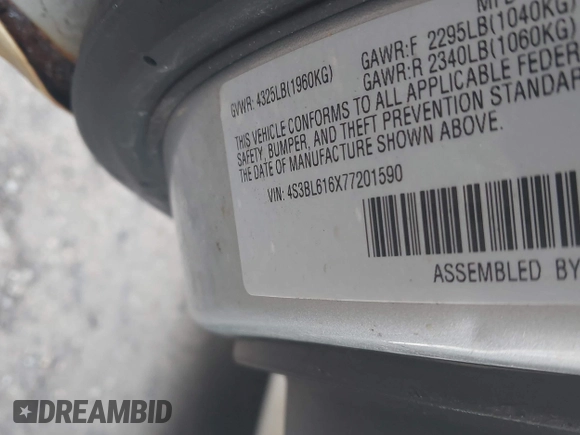 MFD
GVWR: 4325LB(1960KG)
GAWR:F 2295LB(1040KG)
GAWR:R 2340LB(1060KG)
THIS VEHICLE CONFORMS TO ALL APPLICABLE FEDER
SAFETY, BUMPER, AND THEFT PREVENTION STANDAR
THE DATE OF MANUFACTURE SHOWN ABOVE.
VIN: 4S3BL616X77201590
ASSEMBLED BY
DREAMBID